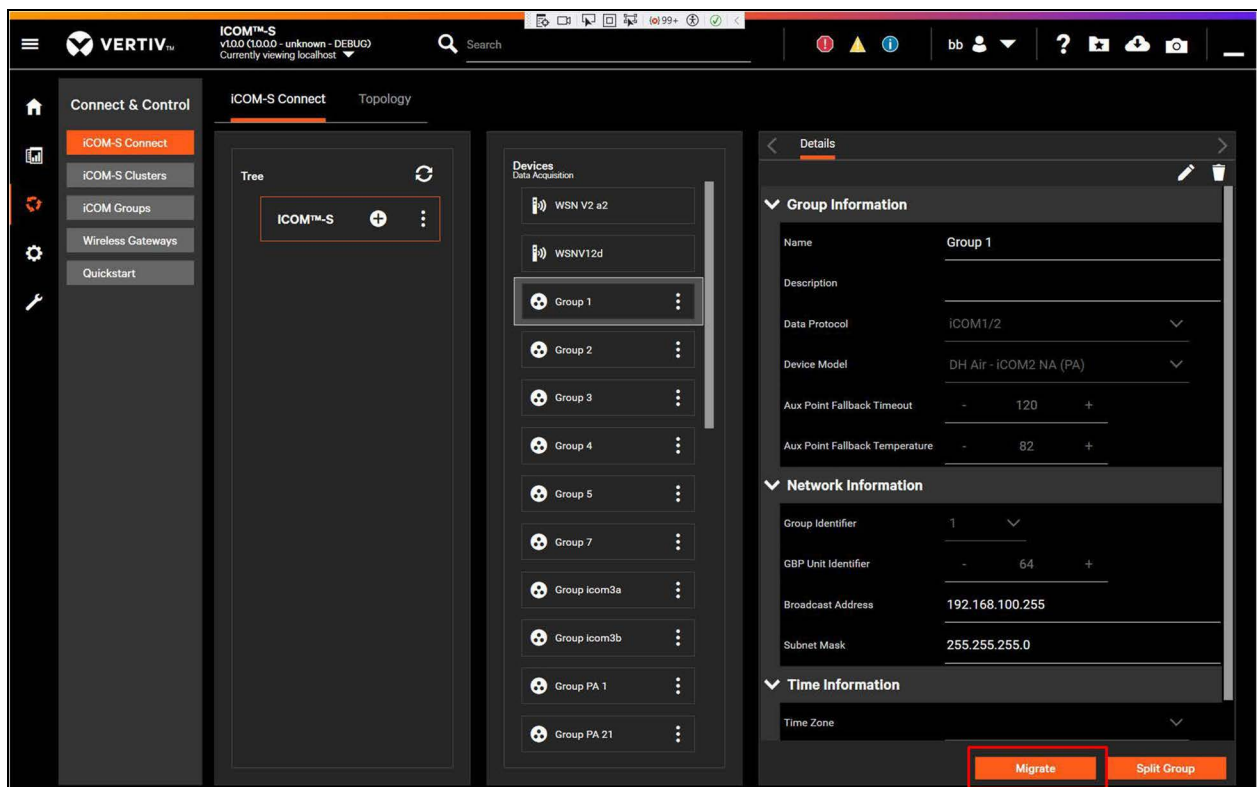 99+
VERTIV™
ICOM™-S
v1.0.0 (1.0.0.0 - unknown - DEBUG)
Currently viewing localhost
Search
bb
?
Connect & Control
iCOM-S Connect
iCOM-S Clusters
iCOM Groups
Wireless Gateways
Quickstart
iCOM-S Connect
Topology
Tree
ICOM™-S
Devices
Data Acquisition
WSN V2 a2
WSNV12d
Group 1
Group 2
Group 3
Group 4
Group 5
Group 7
Group icom3a
Group icom3b
Group PA 1
Group PA 21
Details
Group Information
Name Group 1
Description
Data Protocol iCOM1/2
Device Model DH Air - iCOM2 NA (PA)
Aux Point Fallback Timeout - 120 +
Aux Point Fallback Temperature - 82 +
Network Information
Group Identifier 1
GBP Unit Identifier - 64 +
Broadcast Address 192.168.100.255
Subnet Mask 255.255.255.0
Time Information
Time Zone
Migrate
Split Group